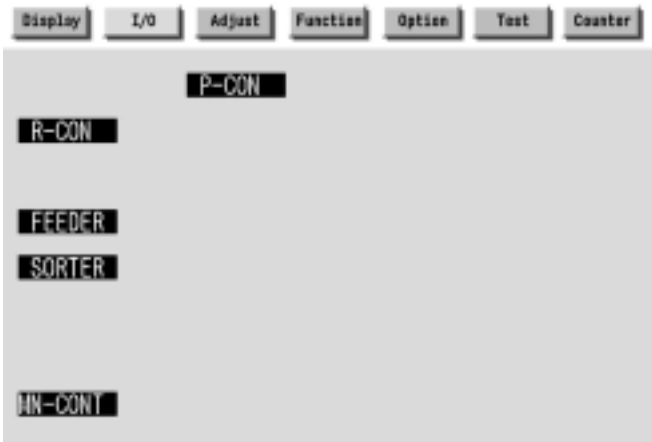 Display I/O Adjust Function Option Test Counter
P-CON
R-CON
FEEDER
SORTER
MN-CONT